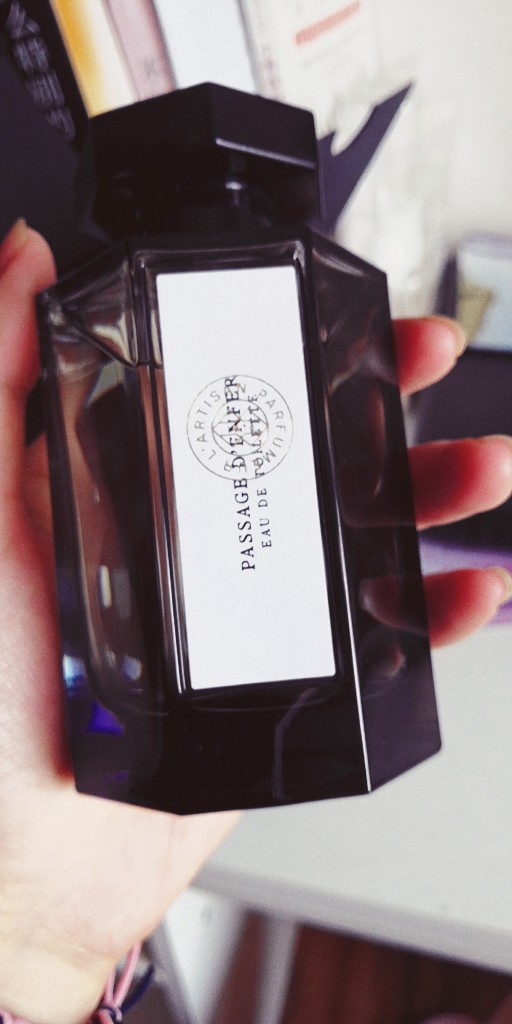 PASSAGE D'ENFER
EAU DE TOILETTE
L'ARTISAN PARFUMEUR